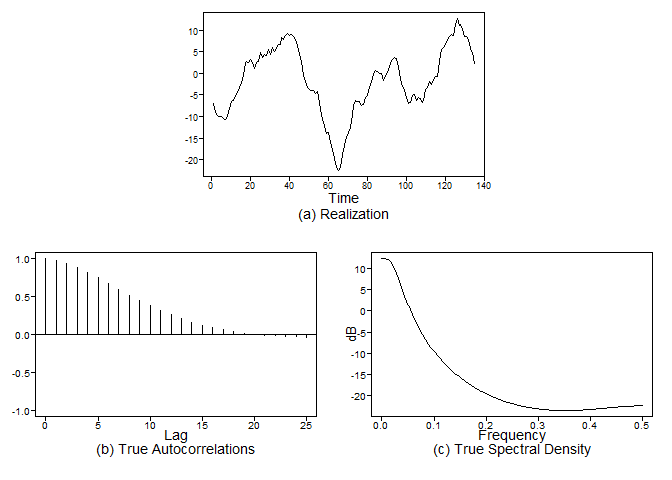 10
5
0
-5
-10
-15
-20
0 20 40 60 80 100 120 140
Time
(a) Realization
1.0
0.5
0.0
-0.5
-1.0
0 5 10 15 20 25
Lag
(b) True Autocorrelations
10
5
0
-5
-10
-15
-20
dB
0.0 0.1 0.2 0.3 0.4 0.5
Frequency
(c) True Spectral Density